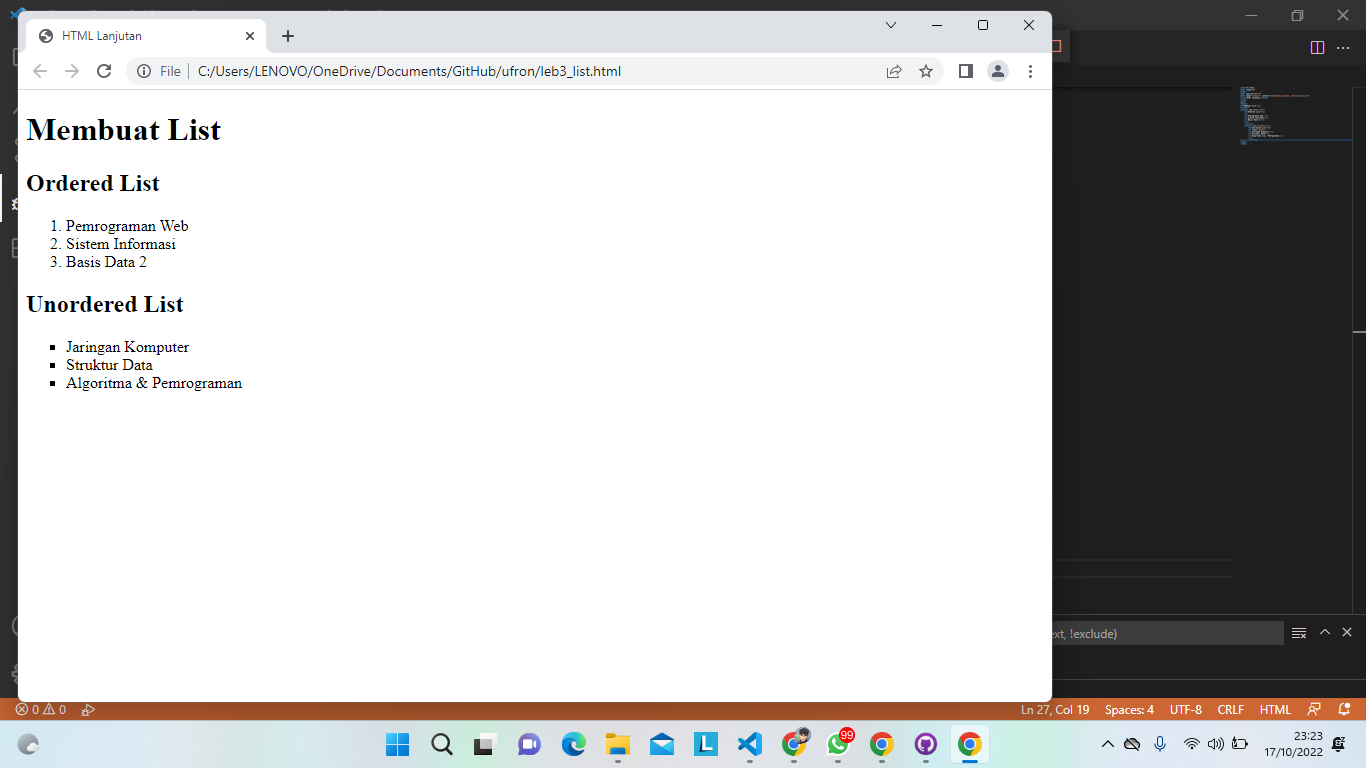 HTML Lanjutan
File
C:/Users/LENOVO/OneDrive/Documents/GitHub/ufron/leb3_list.html
Membuat List
Ordered List
1. Pemrograman Web
2. Sistem Informasi
3. Basis Data 2
Unordered List
Jaringan Komputer
Struktur Data
Algoritma & Pemrograman
!exclude)
0 0
Ln 27, Col 19 Spaces: 4 UTF-8 CRLF HTML
L
99
23:23
17/10/2022